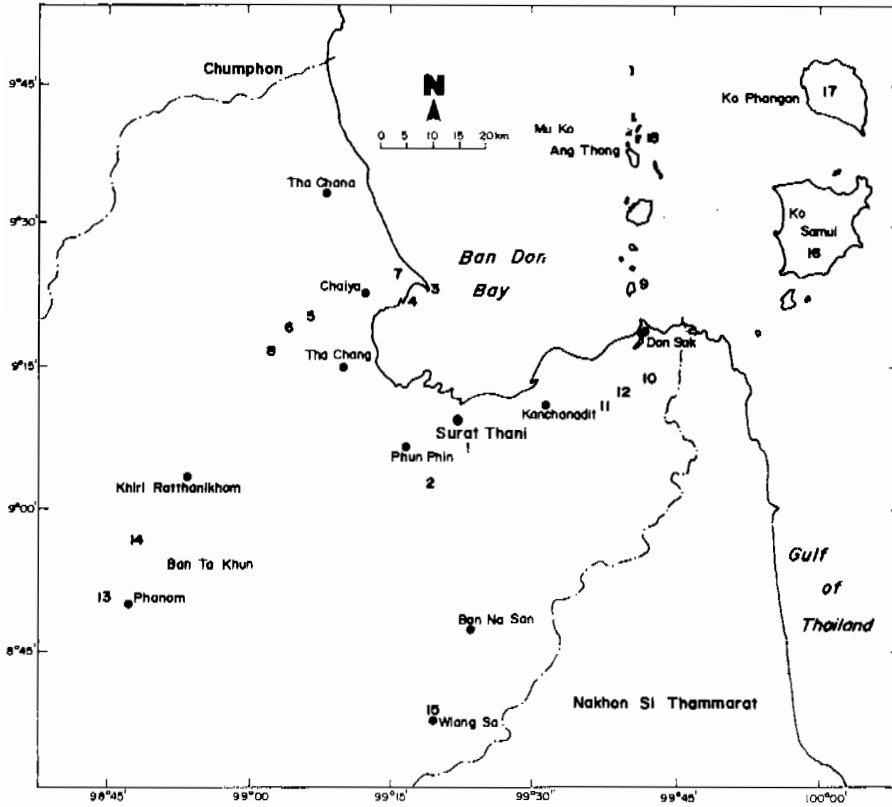 9°45'
9°30'
9°15'
9°00'
8°45'
98°45'
99°00'
99°15'
99°30'
99°45'
100°00'
Chumphon
N
0 5 10 15 20km
Mu Ko
Ang Thong
18
Ko Phangan
17
Tha Chana
Ko
Samui
16
Ban Don
Bay
7
3
4
9
Chaiya
5
6
8
Tha Chang
Don Sak
10
12
11
Kanchanadit
Surat Thani
1
Phun Phin
2
Khiri Ratthanikhom
14
Ban Ta Khun
13
Phanom
Gulf
of
Thailand
Ban Na San
15
Wiang Sa
Nakhon Si Thammarat